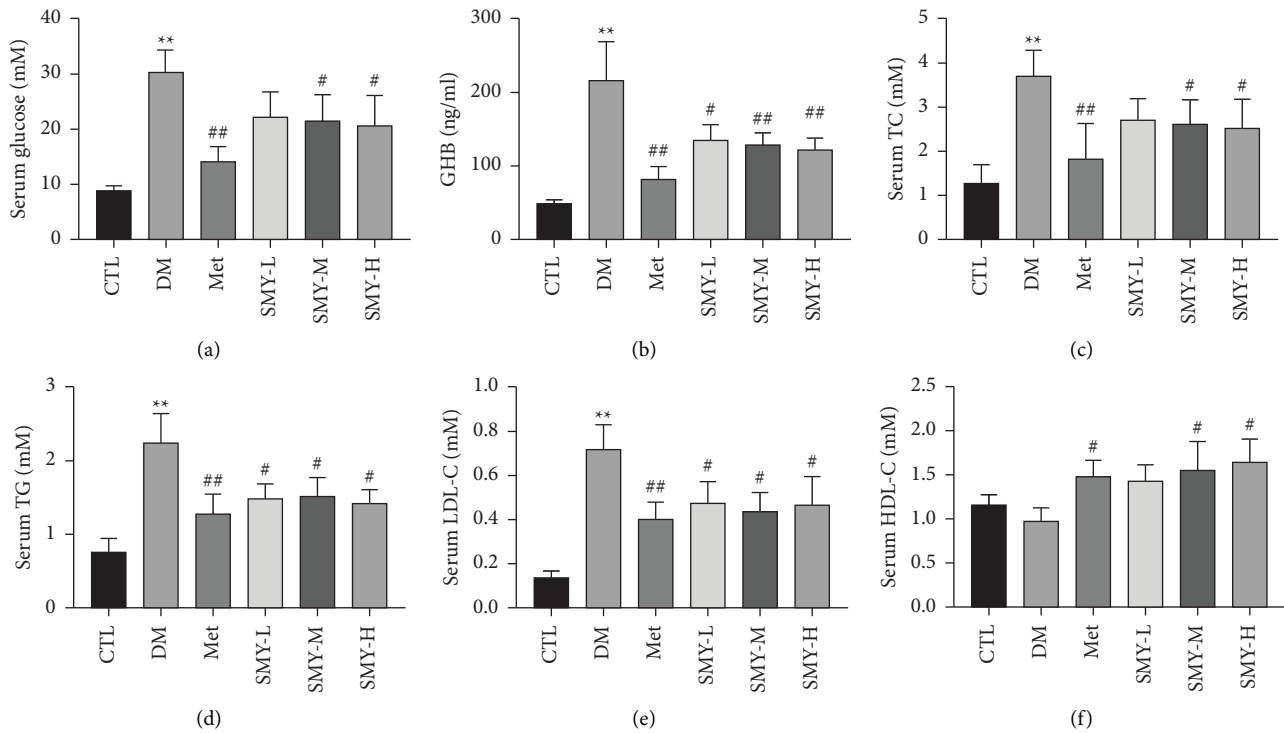 Serum glucose (mM)
40
30
20
10
0
**
##
#
#
CTL
DM
Met
SMY-L
SMY-M
SMY-H
(a)
GHB (ng/ml)
300
200
100
0
**
##
#
##
##
CTL
DM
Met
SMY-L
SMY-M
SMY-H
(b)
Serum TC (mM)
5
4
3
2
1
0
**
##
#
#
CTL
DM
Met
SMY-L
SMY-M
SMY-H
(c)
Serum TG (mM)
3
2
1
0
**
##
#
#
#
CTL
DM
Met
SMY-L
SMY-M
SMY-H
(d)
Serum LDL-C (mM)
1.0
0.8
0.6
0.4
0.2
0.0
**
##
#
#
#
CTL
DM
Met
SMY-L
SMY-M
SMY-H
(e)
Serum HDL-C (mM)
2.5
2.0
1.5
1.0
0.5
0.0
#
#
#
CTL
DM
Met
SMY-L
SMY-M
SMY-H
(f)